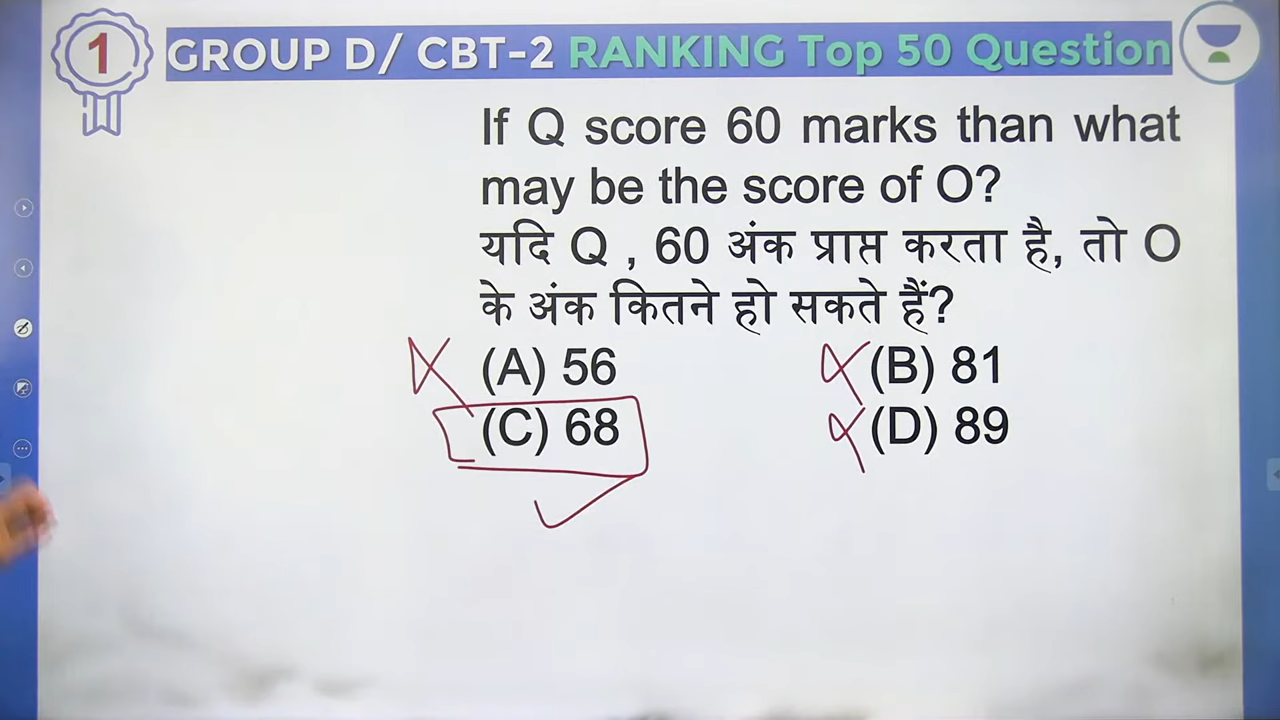 1
GROUP D/ CBT-2 RANKING Top 50 Question
If Q score 60 marks than what
may be the score of O?
यदि Q , 60 अंक प्राप्त करता है, तो O
के अंक कितने हो सकते हैं?
(A) 56 (B) 81
(C) 68 (D) 89